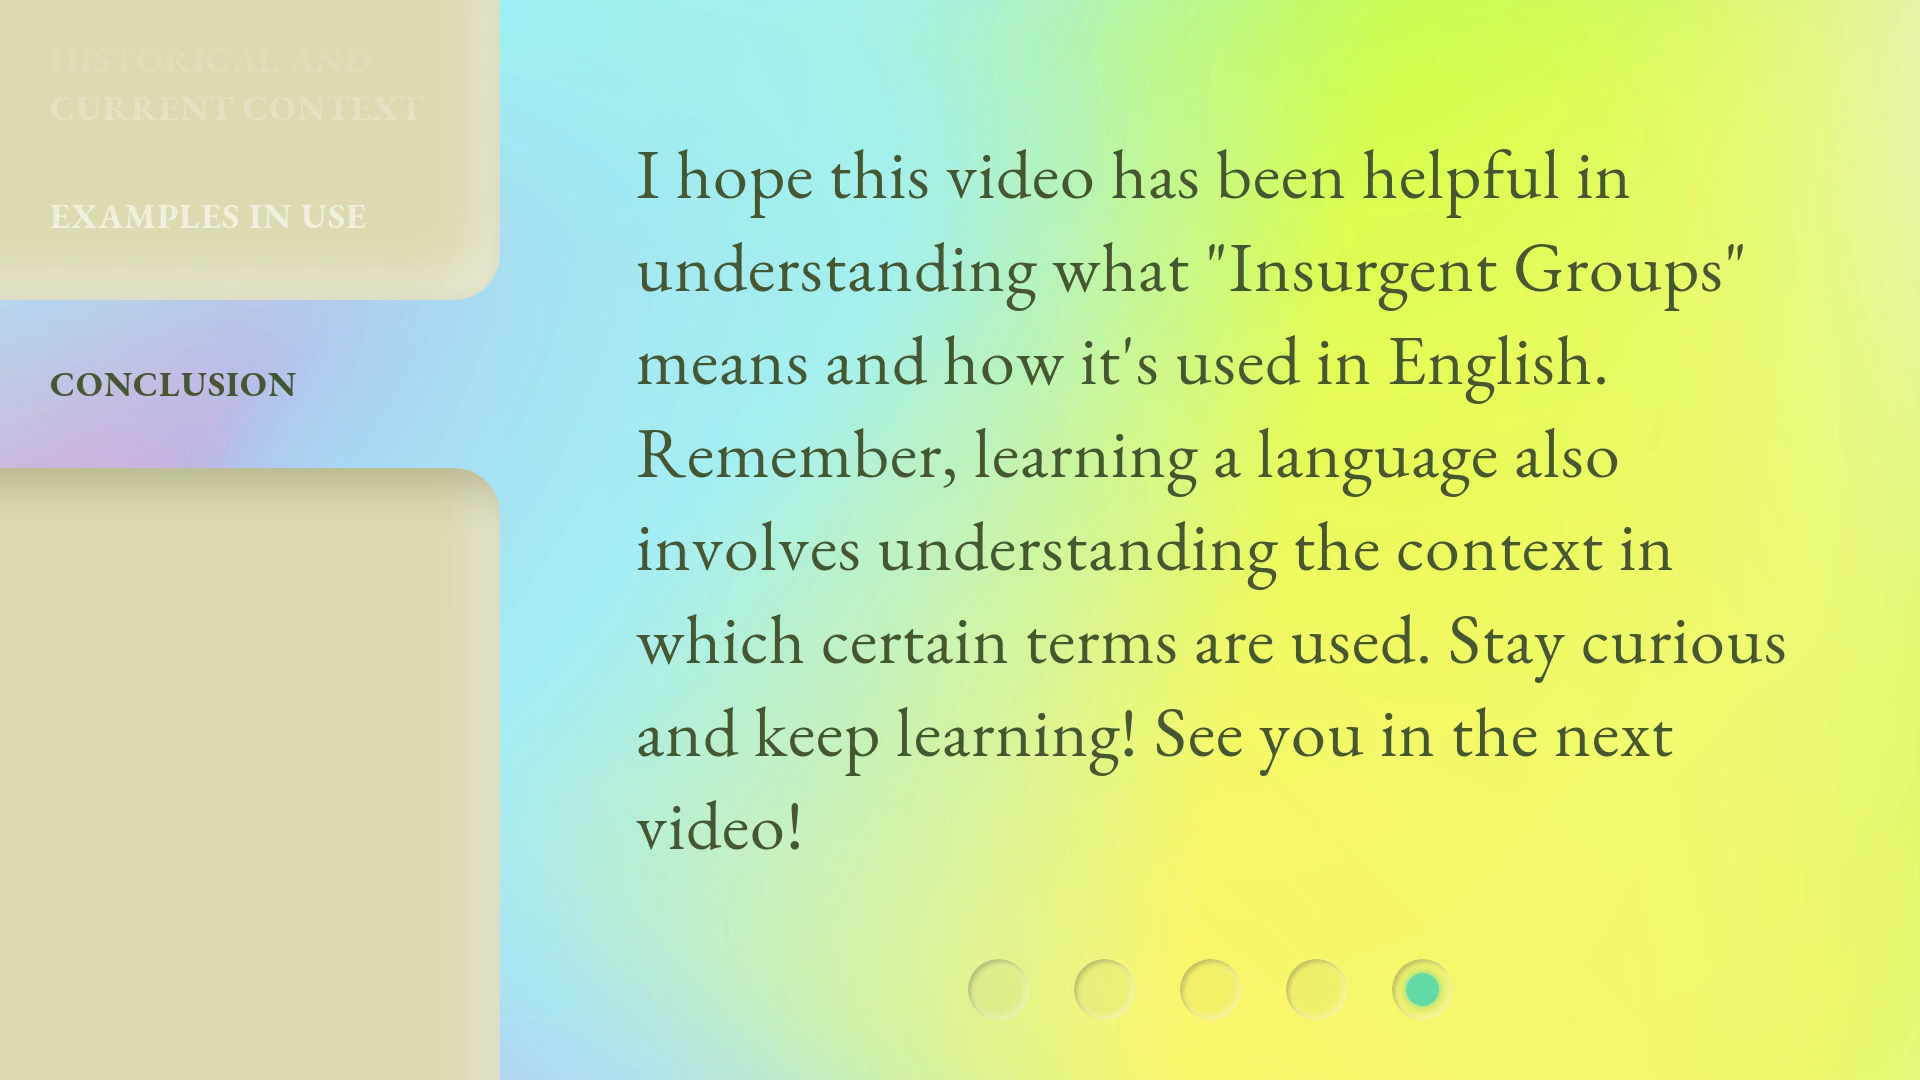 HISTORICAL AND
CURRENT CONTEXT
EXAMPLES IN USE
CONCLUSION
I hope this video has been helpful in
understanding what "Insurgent Groups"
means and how it's used in English.
Remember, learning a language also
involves understanding the context in
which certain terms are used. Stay curious
and keep learning! See you in the next
video!